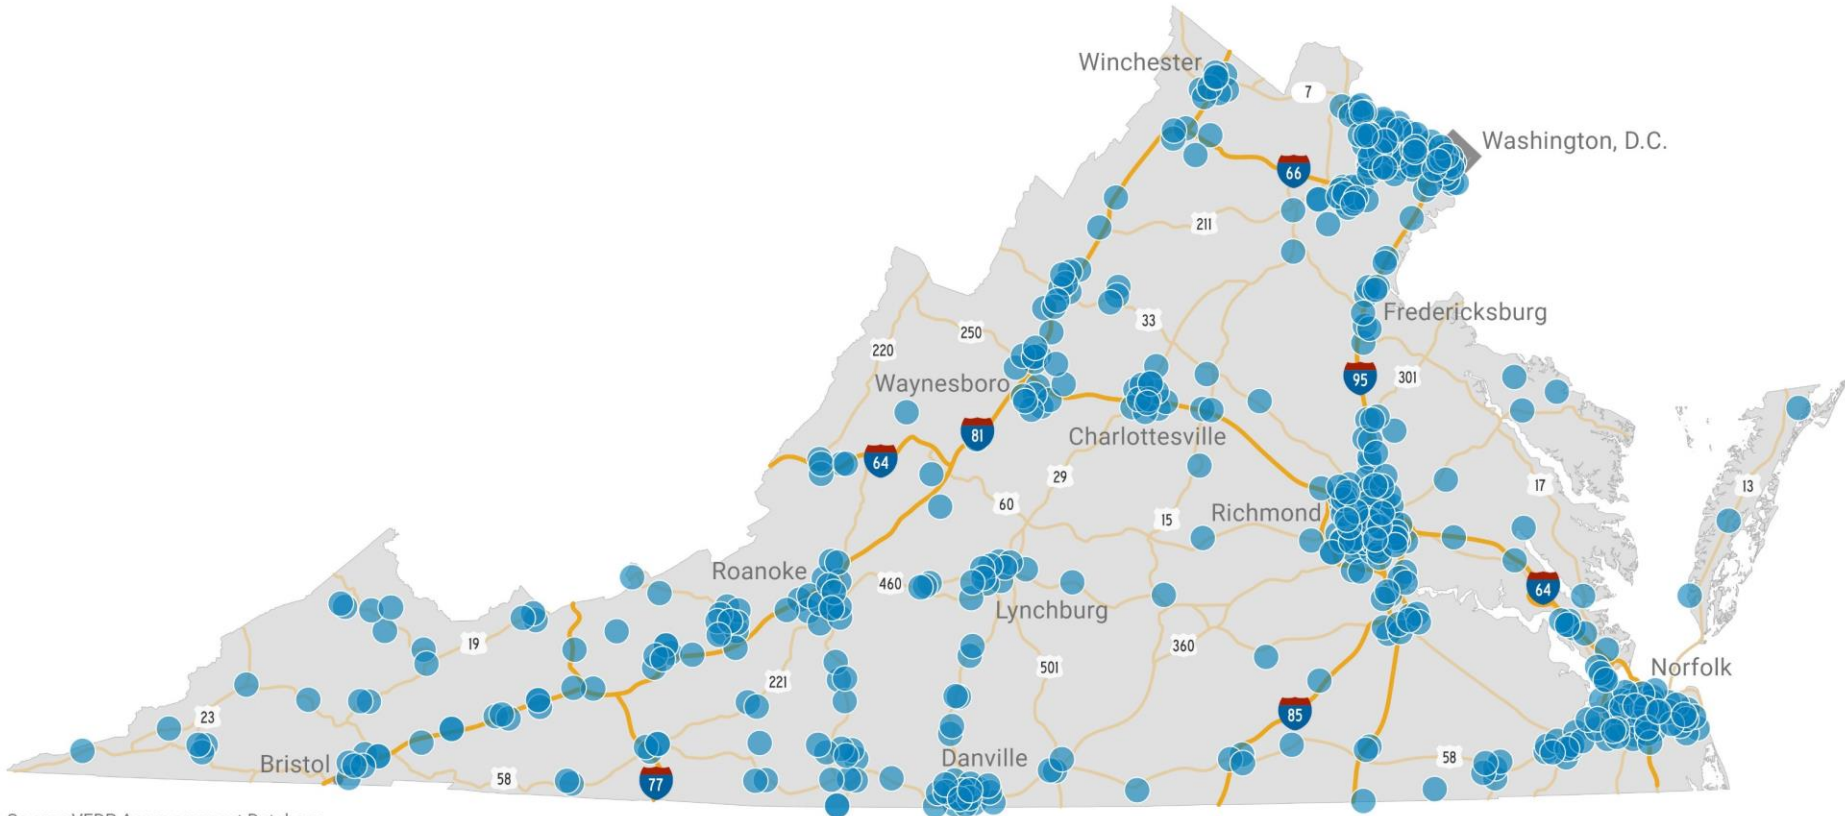 Winchester
7
Washington, D.C.
66
211
Fredericksburg
33
250
220
Waynesboro
95
301
81
Charlottesville
64
29
17
13
60
Richmond
15
Roanoke
460
64
Lynchburg
19
360
501
Norfolk
221
23
85
Bristol
Danville
58
58
77